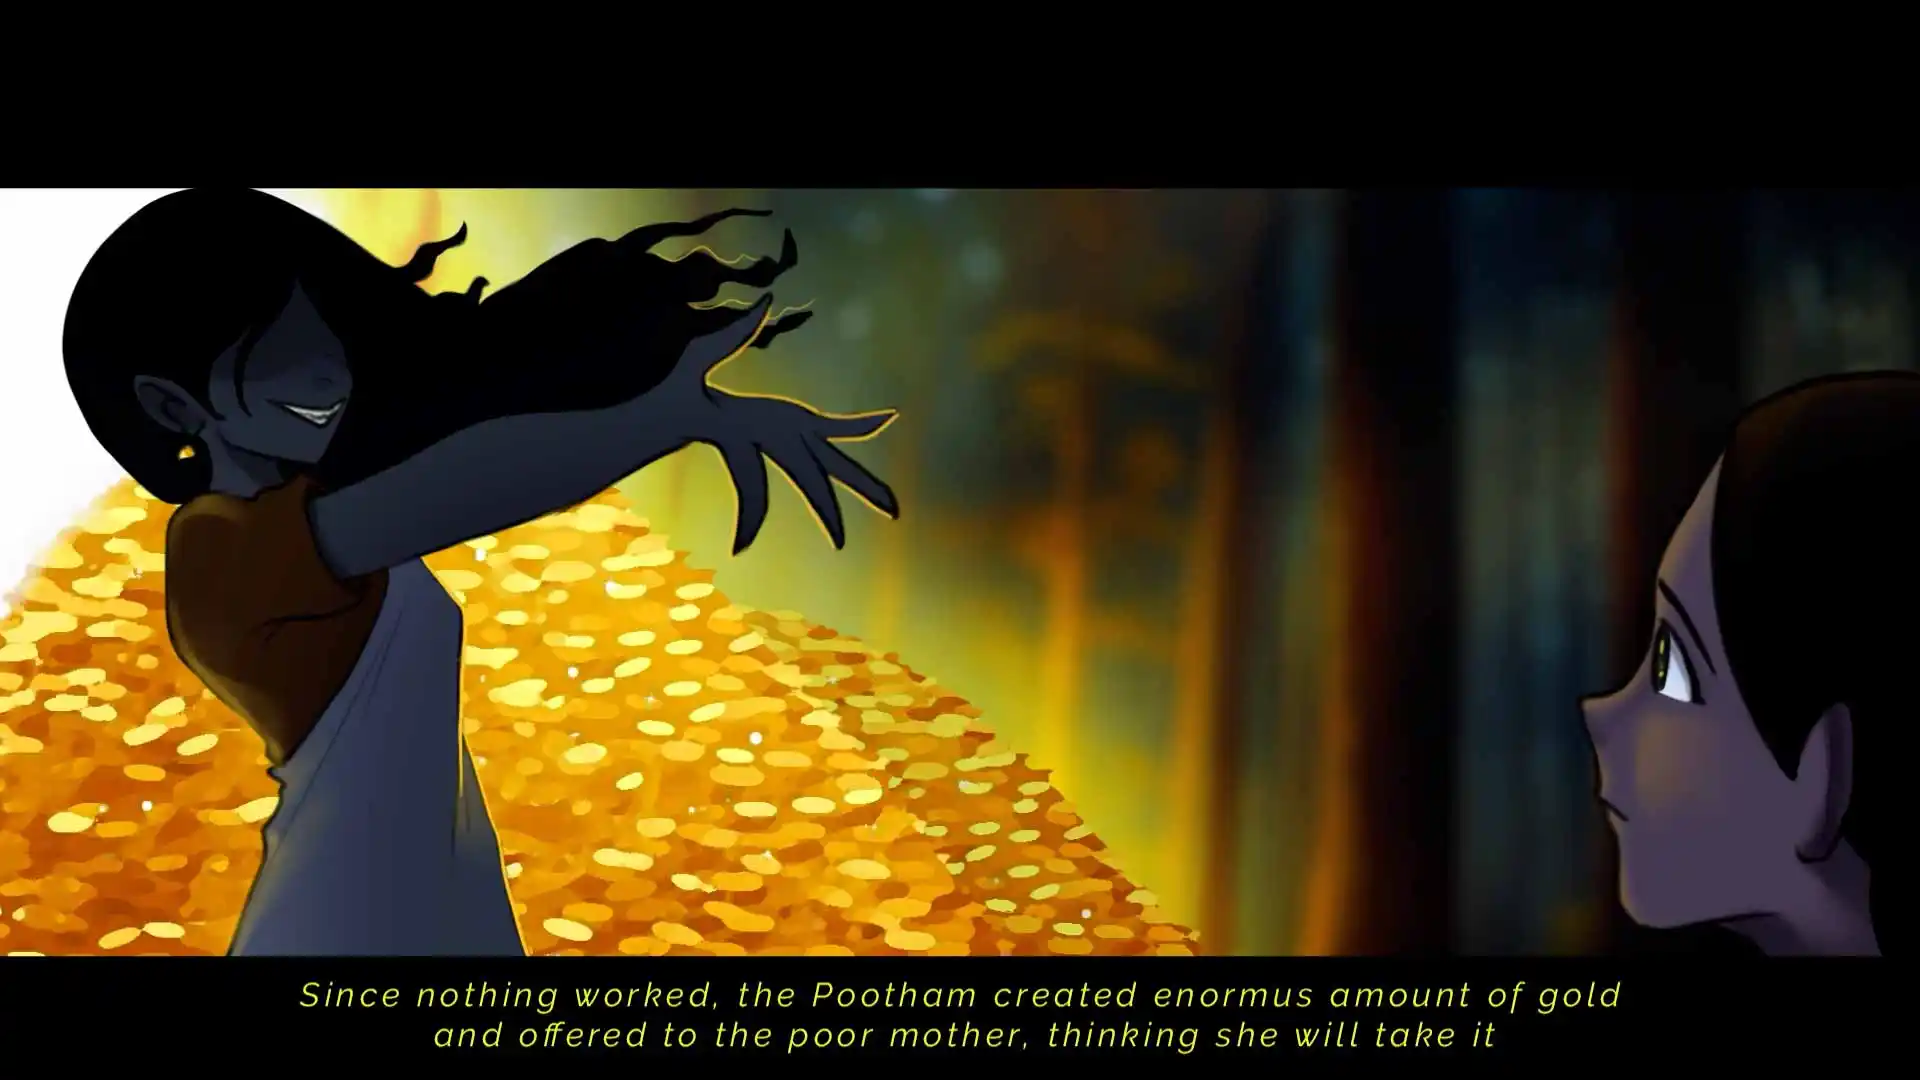 Since nothing worked, the Pootham created enormus amount of gold
and offered to the poor mother, thinking she will take it